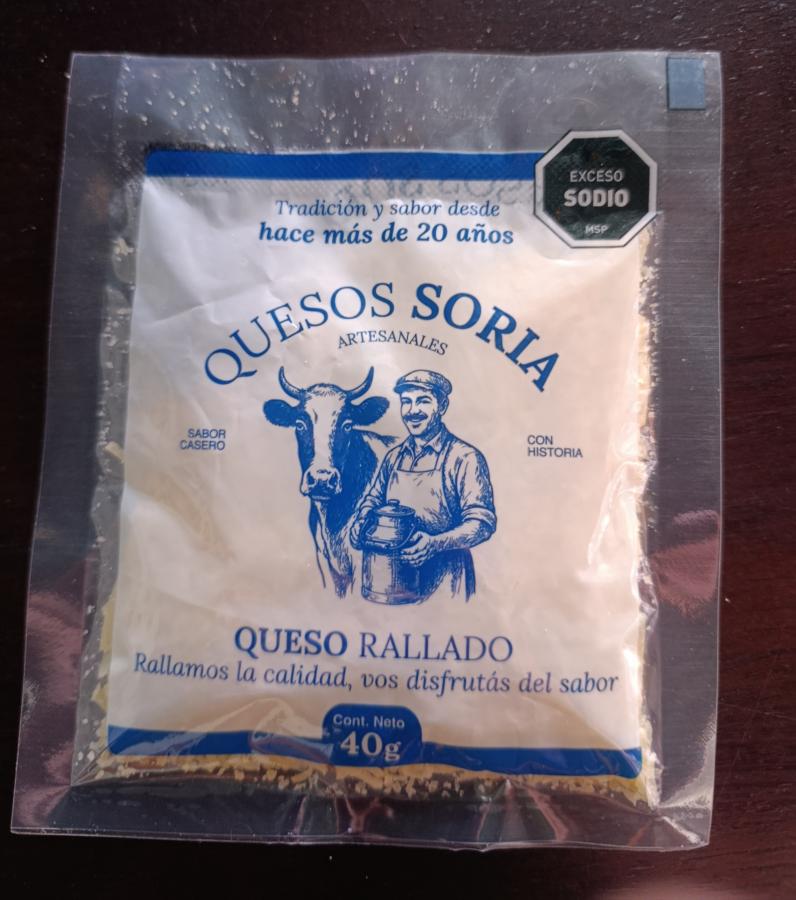 EXCESO
SODIO
MSP
Tradición y sabor desde
hace más de 20 años
QUESOS SORIA
ARTESANALES
SABOR
CASERO
CON
HISTORIA
QUESO RALLADO
Rallamos la calidad, vos disfrutás del sabor
Cont. Neto
40g